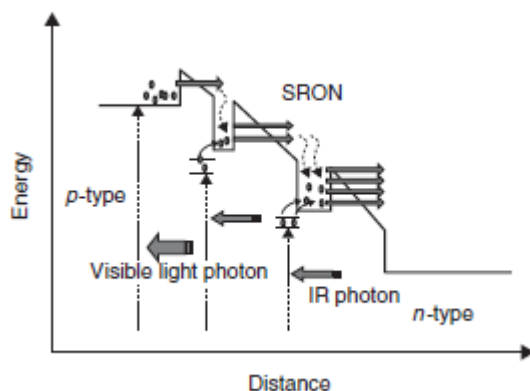 SRON
Energy
p-type
Visible light photon
IR photon
n-type
Distance